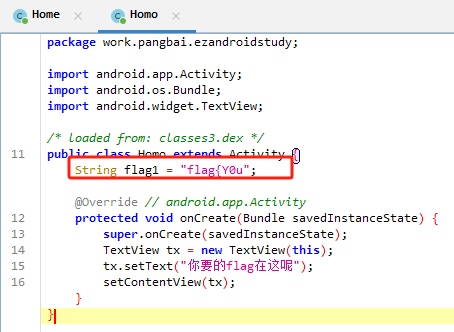 Home Homo
package work.pangbai.ezandroidstudy;
import android.app.Activity;
import android.os.Bundle;
import android.widget.TextView;
/* loaded from: classes3.dex */
11 public class Homo extends Activity {
String flag1 = "flag{Y0u";
@Override // android.app.Activity
12 protected void onCreate(Bundle savedInstanceState) {
13 super.onCreate(savedInstanceState);
14 TextView tx = new TextView(this);
15 tx.setText("你要的flag在这呢");
16 setContentView(tx);
}
}